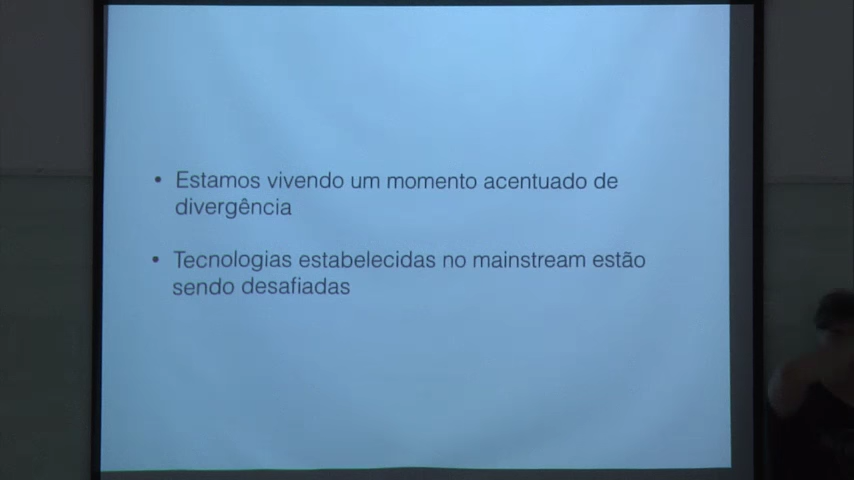 • Estamos vivendo um momento acentuado de
divergência
• Tecnologias estabelecidas no mainstream estão
sendo desafiadas